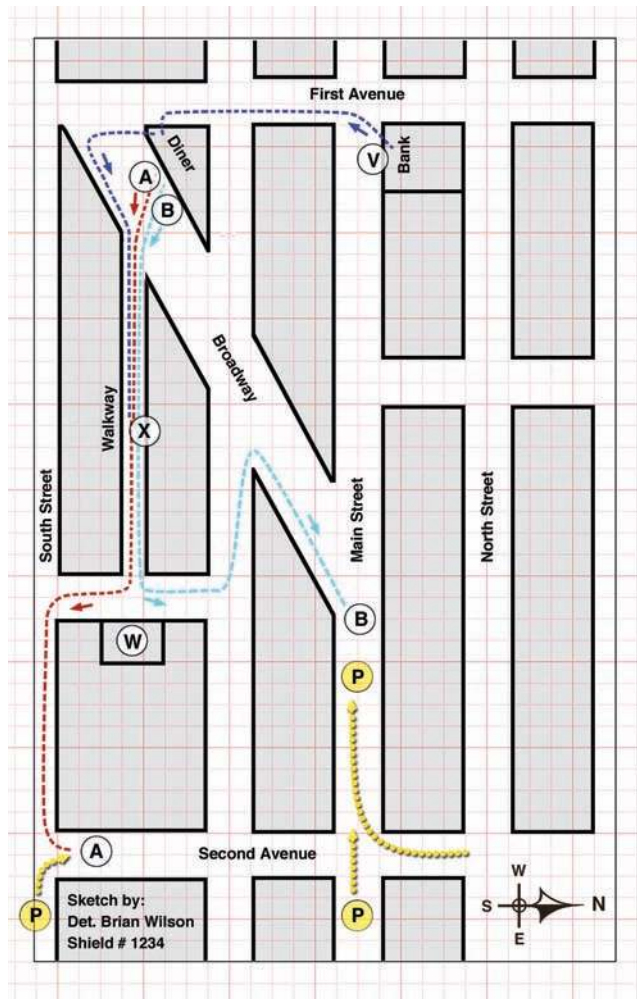 First Avenue
Diner
V
Bank
A
B
Broadway
Walkway
X
South Street
Main Street
North Street
W
B
P
A
Second Avenue
P
P
Sketch by:
Det. Brian Wilson
Shield # 1234
W
S
N
E